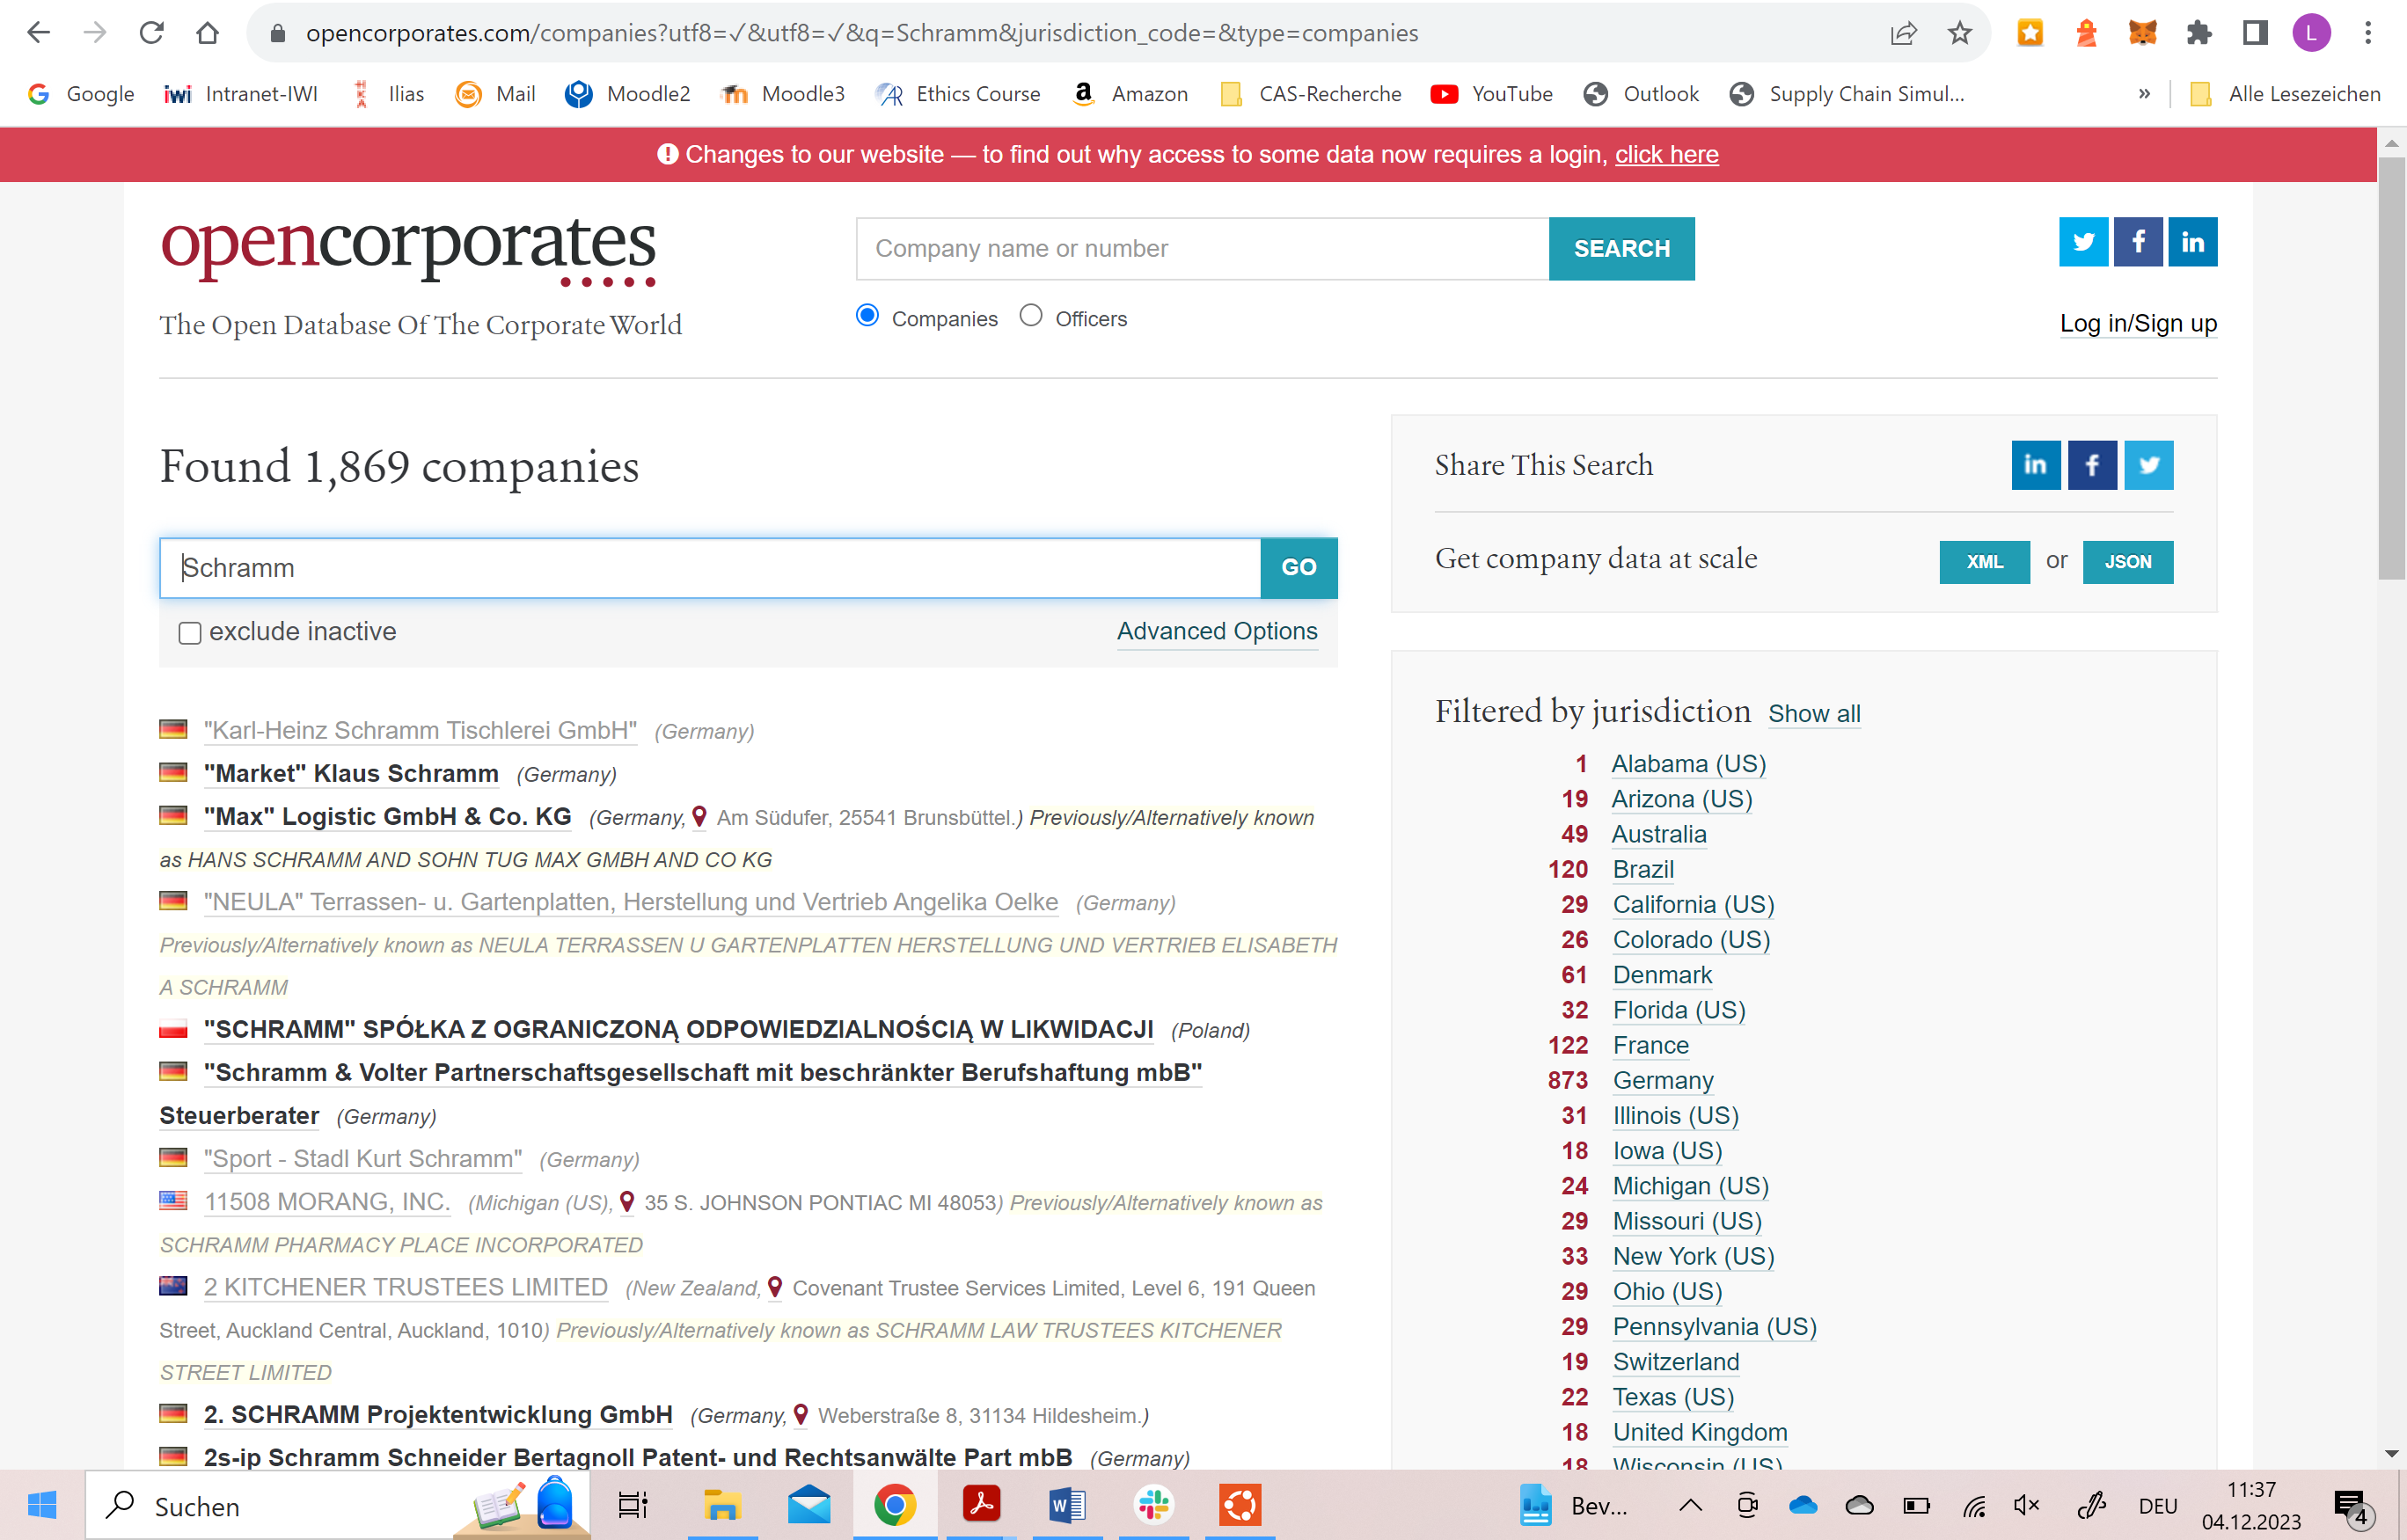 opencorporates.com/companies?utf8=✓&utf8=✓&q=Schramm&jurisdiction_code=&type=companies
L
Google
iwi Intranet-IWI
Ilias
Mail
Moodle2
Moodle3
Ethics Course
Amazon
CAS-Recherche
YouTube
Outlook
Supply Chain Simul...
»
Alle Lesezeichen
Changes to our website — to find out why access to some data now requires a login, click here
opencorporates
The Open Database Of The Corporate World
Company name or number
SEARCH
Companies Officers
Log in/Sign up
Found 1,869 companies
Schramm
GO
exclude inactive
Advanced Options
"Karl-Heinz Schramm Tischlerei GmbH" (Germany)
"Market" Klaus Schramm (Germany)
"Max" Logistic GmbH & Co. KG (Germany, Am Südufer, 25541 Brunsbüttel.) Previously/Alternatively known
as HANS SCHRAMM AND SOHN TUG MAX GMBH AND CO KG
"NEULA" Terrassen- u. Gartenplatten, Herstellung und Vertrieb Angelika Oelke (Germany)
Previously/Alternatively known as NEULA TERRASSEN U GARTENPLATTEN HERSTELLUNG UND VERTRIEB ELISABETH
A SCHRAMM
"SCHRAMM" SPÓŁKA Z OGRANICZONĄ ODPOWIEDZIALNOŚCIĄ W LIKWIDACJI (Poland)
"Schramm & Volter Partnerschaftsgesellschaft mit beschränkter Berufshaftung mbB"
Steuerberater (Germany)
"Sport - Stadl Kurt Schramm" (Germany)
11508 MORANG, INC. (Michigan (US), 35 S. JOHNSON PONTIAC MI 48053) Previously/Alternatively known as
SCHRAMM PHARMACY PLACE INCORPORATED
2 KITCHENER TRUSTEES LIMITED (New Zealand, Covenant Trustee Services Limited, Level 6, 191 Queen
Street, Auckland Central, Auckland, 1010) Previously/Alternatively known as SCHRAMM LAW TRUSTEES KITCHENER
STREET LIMITED
2. SCHRAMM Projektentwicklung GmbH (Germany, Weberstraße 8, 31134 Hildesheim.)
2s-ip Schramm Schneider Bertagnoll Patent- und Rechtsanwälte Part mbB (Germany)
Share This Search
Get company data at scale
XML or JSON
Filtered by jurisdiction Show all
1 Alabama (US)
19 Arizona (US)
49 Australia
120 Brazil
29 California (US)
26 Colorado (US)
61 Denmark
32 Florida (US)
122 France
873 Germany
31 Illinois (US)
18 Iowa (US)
24 Michigan (US)
29 Missouri (US)
33 New York (US)
29 Ohio (US)
29 Pennsylvania (US)
19 Switzerland
22 Texas (US)
18 United Kingdom
18 Wisconsin (US)
Suchen
Bev...
DEU
11:37
04.12.2023
4